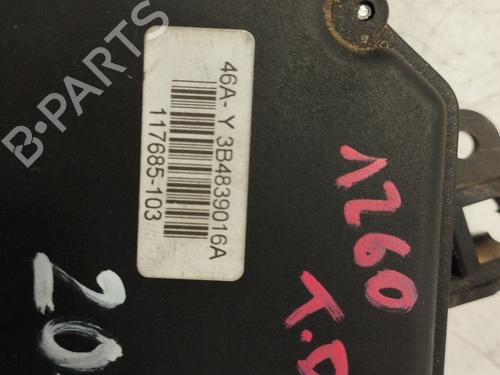 B-PARTS
46A- Y 3B4839016A
117685-103
1260
T.D
20